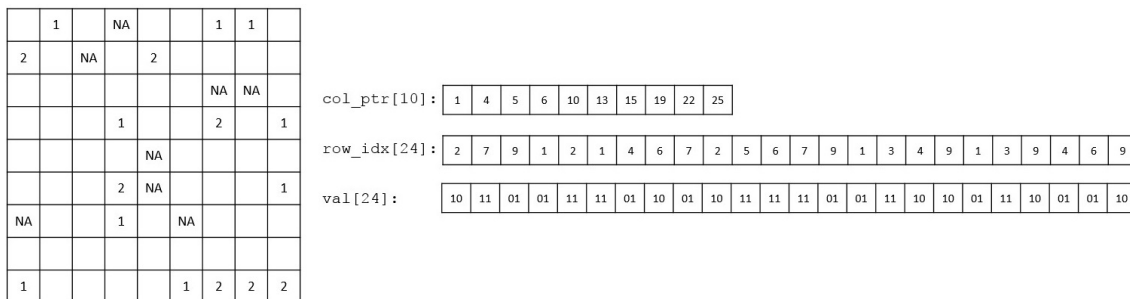 1 NA 1 1
2 NA 2
NA NA
1 2 1
NA
2 NA 1
NA 1 NA
1 1 2 2 2
col_ptr[10]: 1 4 5 6 10 13 15 19 22 25
row_idx[24]: 2 7 9 1 2 1 4 6 7 2 5 6 7 9 1 3 4 9 1 3 9 4 6 9
val[24]: 10 11 01 01 11 11 01 10 01 10 11 11 11 01 01 11 10 10 01 11 10 01 01 10